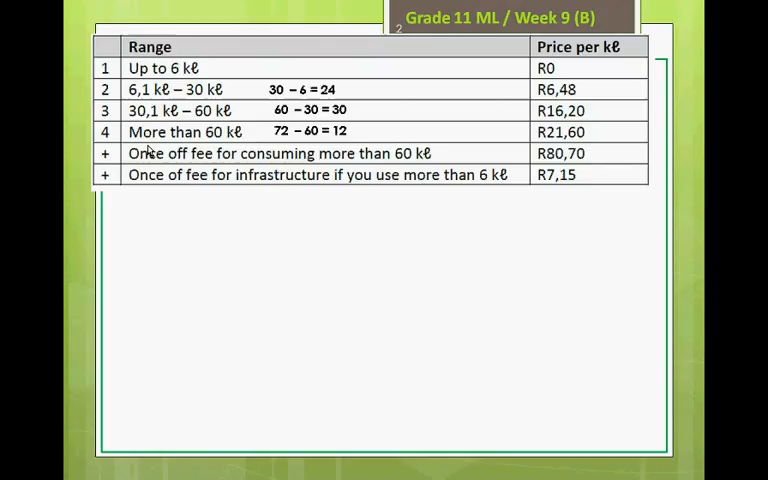 Grade 11 ML / Week 9 (B)
2
Range Price per kℓ
1 Up to 6 kℓ R0
2 6,1 kℓ – 30 kℓ 30 – 6 = 24 R6,48
3 30,1 kℓ – 60 kℓ 60 – 30 = 30 R16,20
4 More than 60 kℓ 72 – 60 = 12 R21,60
+ Once off fee for consuming more than 60 kℓ R80,70
+ Once of fee for infrastructure if you use more than 6 kℓ R7,15